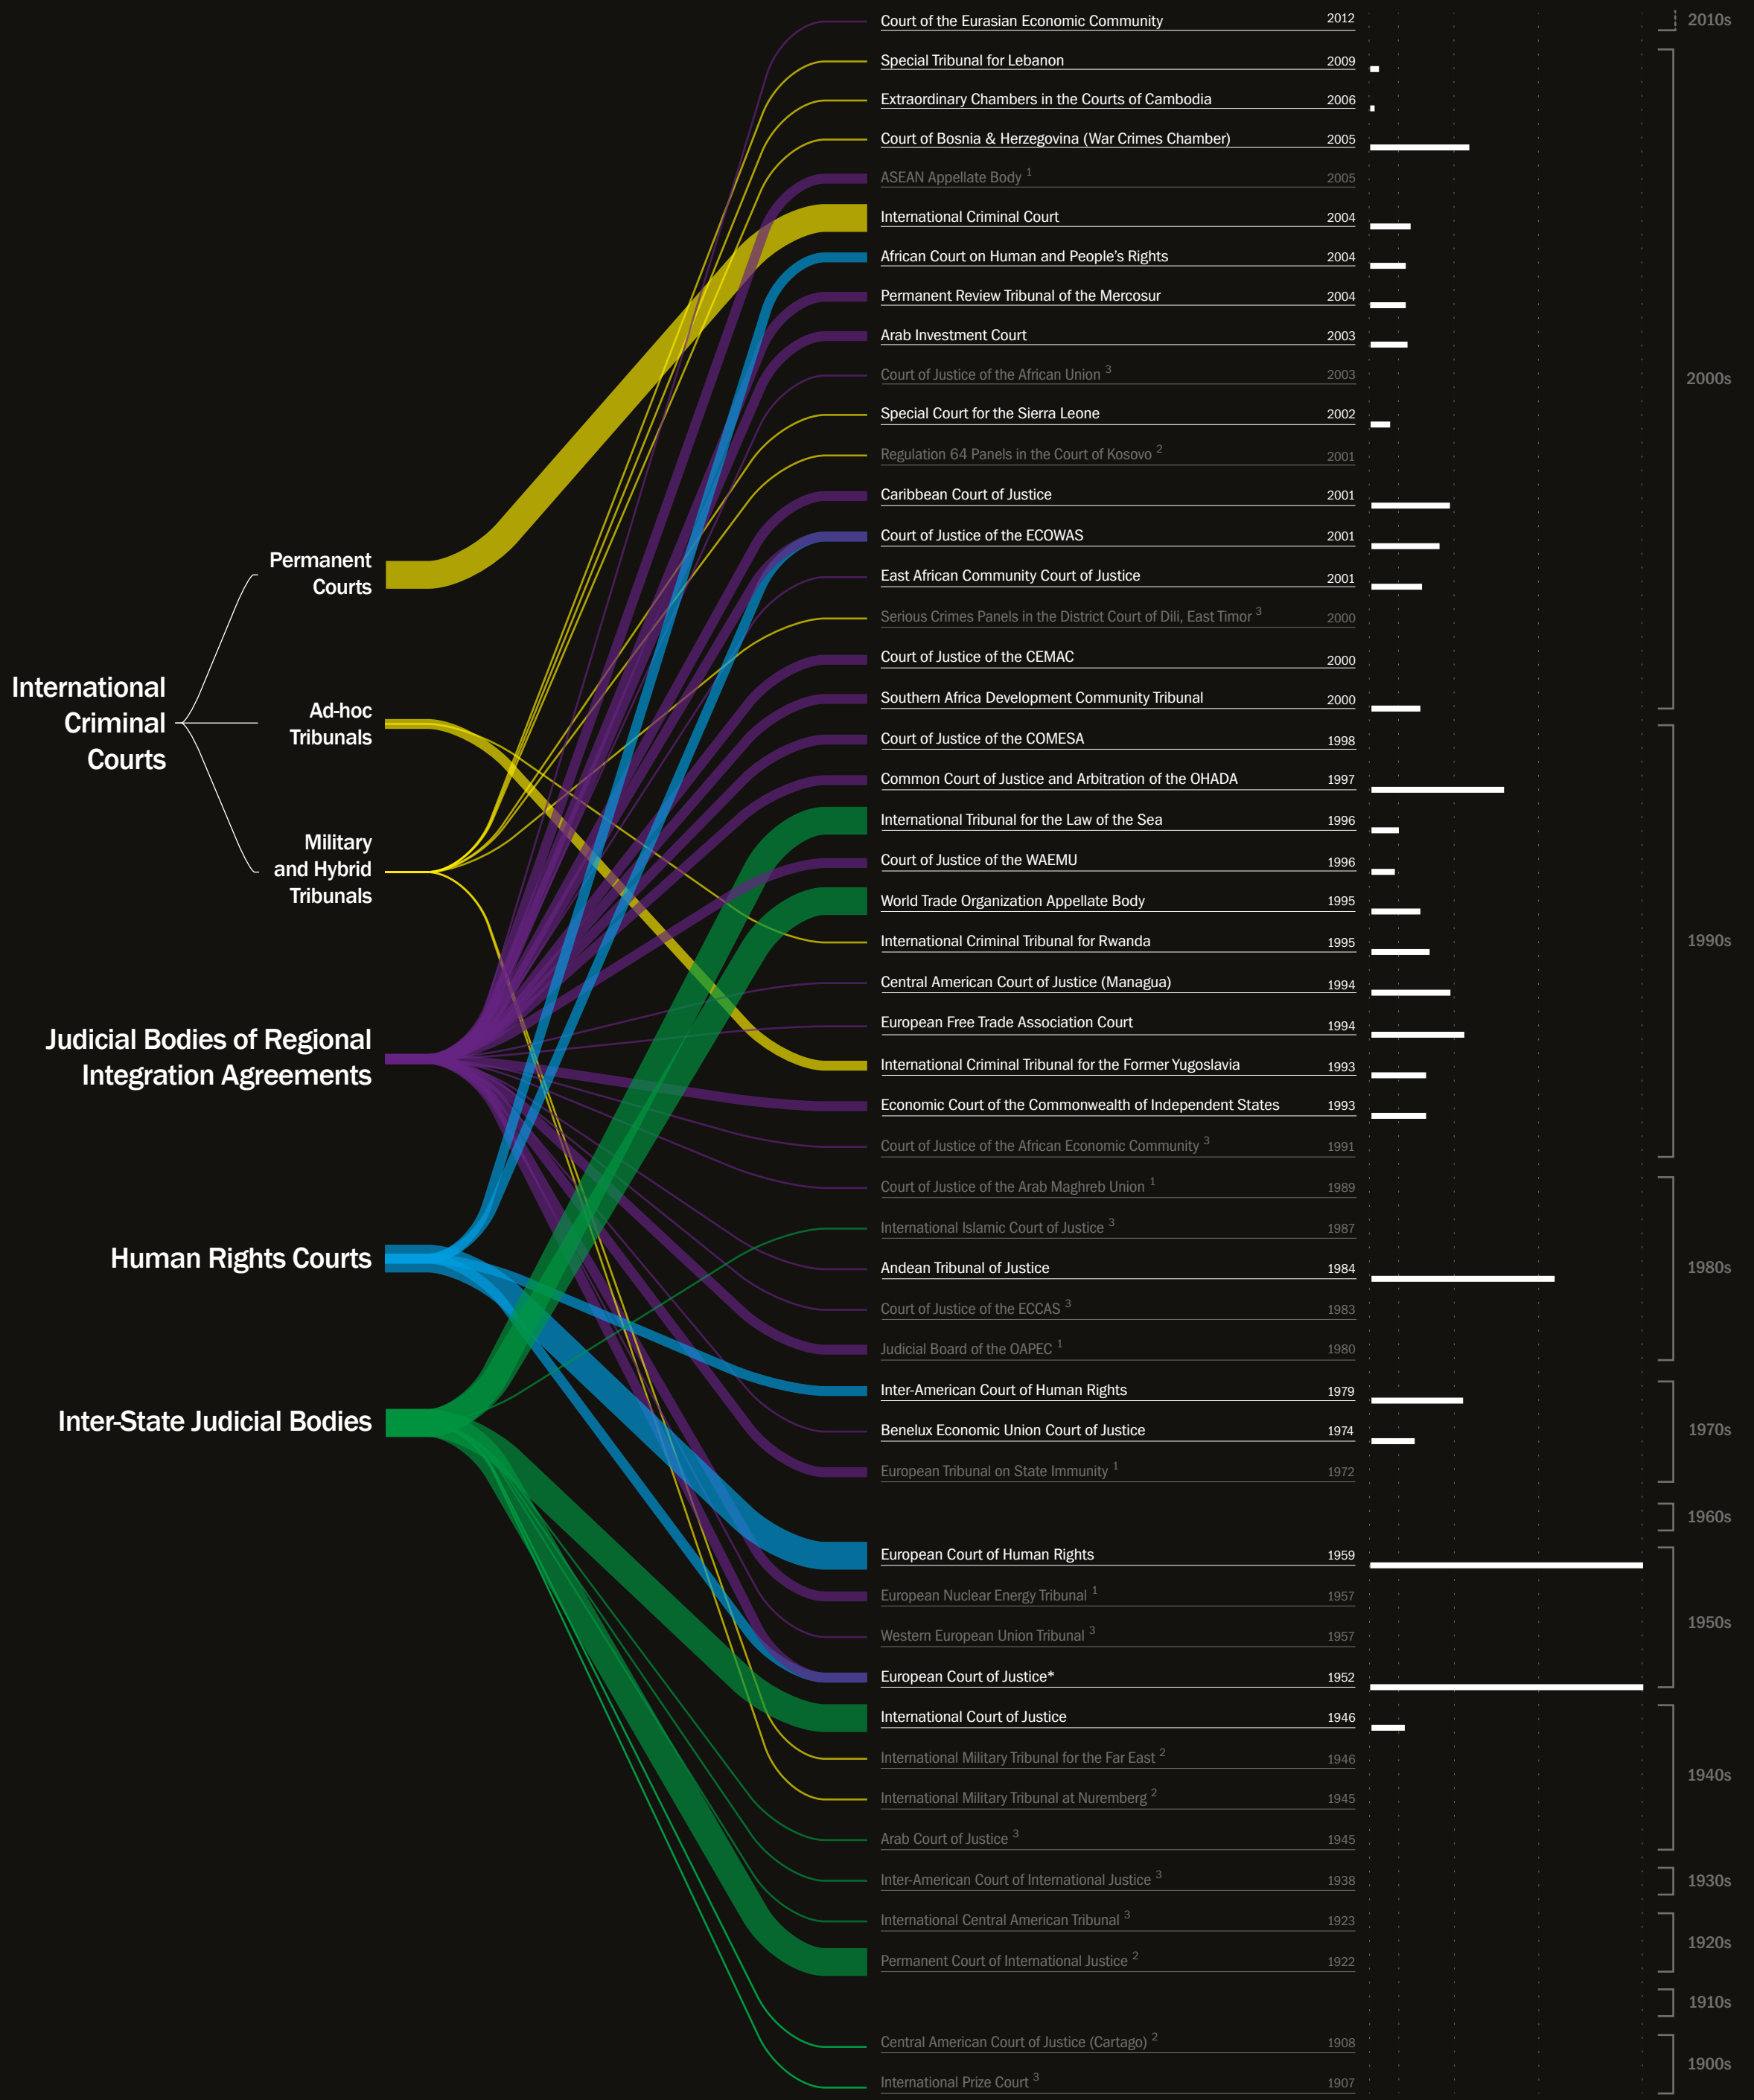 International
Criminal
Courts
Permanent
Courts
Ad-hoc
Tribunals
Military
and Hybrid
Tribunals
Judicial Bodies of Regional
Integration Agreements
Human Rights Courts
Inter-State Judicial Bodies
Court of the Eurasian Economic Community 2012
Special Tribunal for Lebanon 2009
Extraordinary Chambers in the Courts of Cambodia 2006
Court of Bosnia & Herzegovina (War Crimes Chamber) 2005
ASEAN Appellate Body 1 2005
International Criminal Court 2004
African Court on Human and People's Rights 2004
Permanent Review Tribunal of the Mercosur 2004
Arab Investment Court 2003
Court of Justice of the African Union 3 2003
Special Court for the Sierra Leone 2002
Regulation 64 Panels in the Court of Kosovo 2 2001
Caribbean Court of Justice 2001
Court of Justice of the ECOWAS 2001
East African Community Court of Justice 2001
Serious Crimes Panels in the District Court of Dili, East Timor 3 2000
Court of Justice of the CEMAC 2000
Southern Africa Development Community Tribunal 2000
Court of Justice of the COMESA 1998
Common Court of Justice and Arbitration of the OHADA 1997
International Tribunal for the Law of the Sea 1996
Court of Justice of the WAEMU 1996
World Trade Organization Appellate Body 1995
International Criminal Tribunal for Rwanda 1995
Central American Court of Justice (Managua) 1994
European Free Trade Association Court 1994
International Criminal Tribunal for the Former Yugoslavia 1993
Economic Court of the Commonwealth of Independent States 1993
Court of Justice of the African Economic Community 3 1991
Court of Justice of the Arab Maghreb Union 1 1989
International Islamic Court of Justice 3 1987
Andean Tribunal of Justice 1984
Court of Justice of the ECCAS 3 1983
Judicial Board of the OAPEC 1 1980
Inter-American Court of Human Rights 1979
Benelux Economic Union Court of Justice 1974
European Tribunal on State Immunity 1 1972
European Court of Human Rights 1959
European Nuclear Energy Tribunal 1 1957
Western European Union Tribunal 3 1957
European Court of Justice* 1952
International Court of Justice 1946
International Military Tribunal for the Far East 2 1946
International Military Tribunal at Nuremberg 2 1945
Arab Court of Justice 3 1945
Inter-American Court of International Justice 3 1938
International Central American Tribunal 3 1923
Permanent Court of International Justice 2 1922
Central American Court of Justice (Cartago) 2 1908
International Prize Court 3 1907
2010s
2000s
1990s
1980s
1970s
1960s
1950s
1940s
1930s
1920s
1910s
1900s